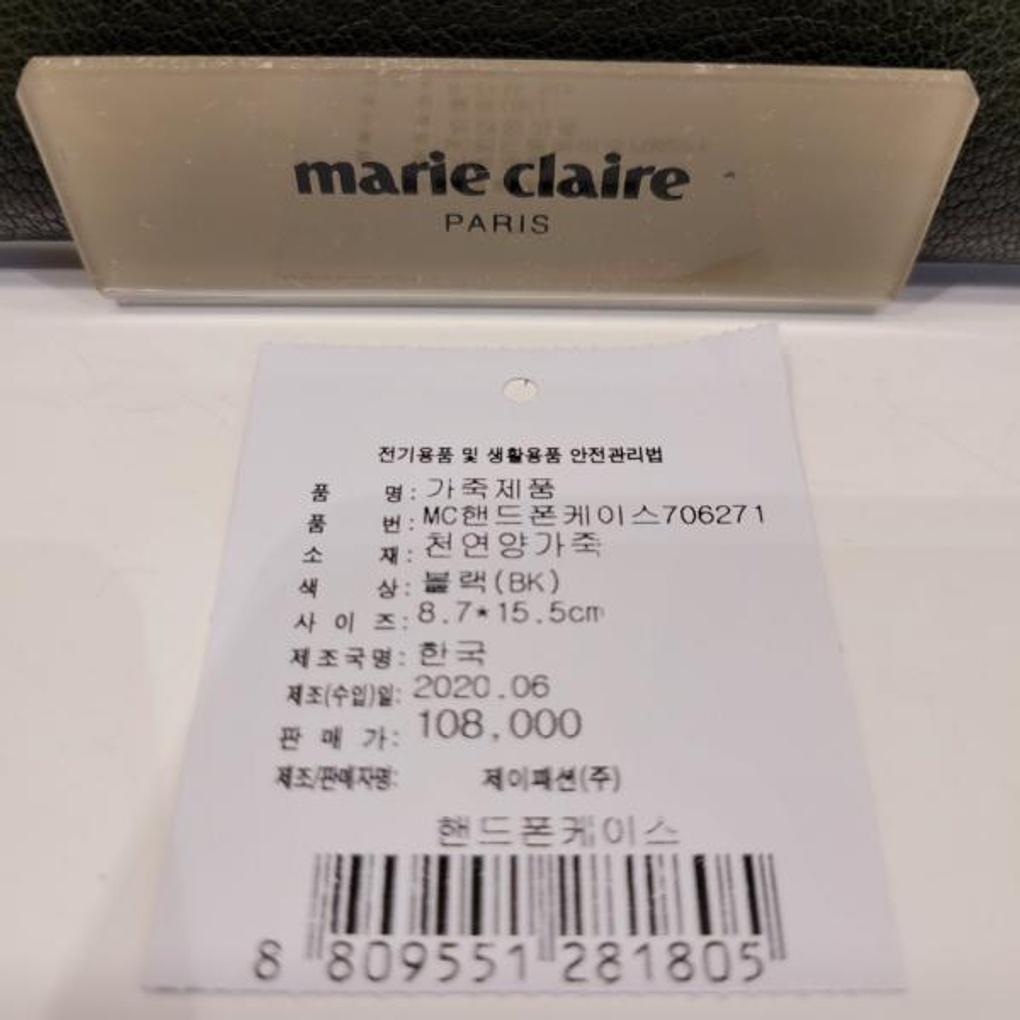 marie claire
PARIS
전기용품 및 생활용품 안전관리법
품 명: 가죽제품
품 번: MC핸드폰케이스706271
소 재: 천연양가죽
색 상: 블랙(BK)
사 이 즈: 8.7*15.5cm
제조국명: 한국
제조(수입)일: 2020.06
판 매 가: 108,000
제조/판매자명: 제이패션(주)
핸드폰케이스
8 809551 281805